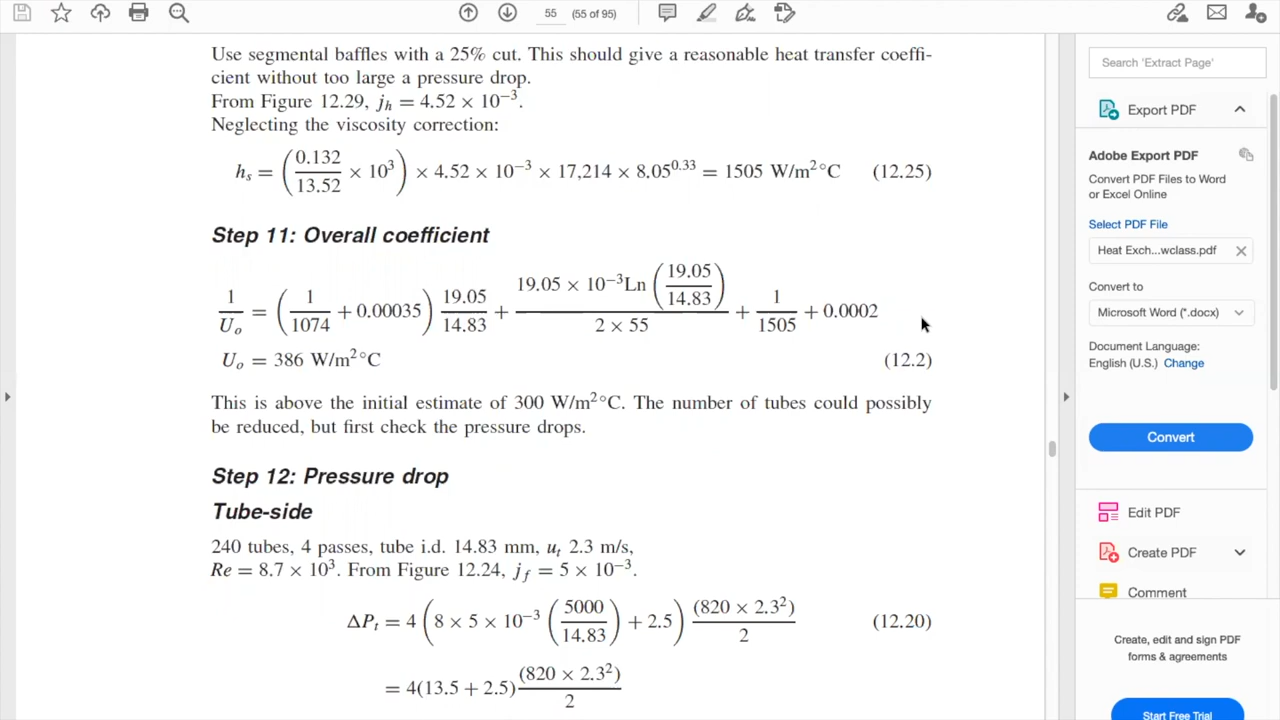 55 (55 of 95)
Use segmental baffles with a 25% cut. This should give a reasonable heat transfer coeffi-
cient without too large a pressure drop.
From Figure 12.29, j_h = 4.52 × 10⁻³.
Neglecting the viscosity correction:
h_s = (0.132/13.52 × 10³) × 4.52 × 10⁻³ × 17,214 × 8.05^0.33 = 1505 W/m²°C (12.25)
Step 11: Overall coefficient
1/U_o = (1/1074 + 0.00035) 19.05/14.83 + (19.05 × 10⁻³Ln (19.05/14.83))/(2 × 55) + 1/1505 + 0.0002
U_o = 386 W/m²°C (12.2)
This is above the initial estimate of 300 W/m²°C. The number of tubes could possibly
be reduced, but first check the pressure drops.
Step 12: Pressure drop
Tube-side
240 tubes, 4 passes, tube i.d. 14.83 mm, u_t 2.3 m/s,
Re = 8.7 × 10³. From Figure 12.24, j_f = 5 × 10⁻³.
ΔP_t = 4 (8 × 5 × 10⁻³ (5000/14.83) + 2.5) (820 × 2.3²)/2 (12.20)
= 4(13.5 + 2.5) (820 × 2.3²)/2
Search 'Extract Page'
Export PDF
Adobe Export PDF
Convert PDF Files to Word
or Excel Online
Select PDF File
Heat Exch...wclass.pdf
Convert to
Microsoft Word (*.docx)
Document Language:
English (U.S.) Change
Convert
Edit PDF
Create PDF
Comment
Create, edit and sign PDF
forms & agreements
Start Free Trial